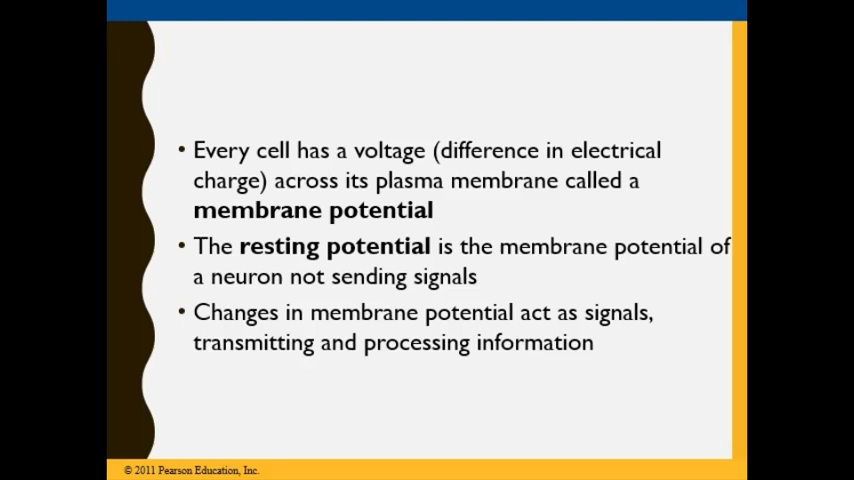 • Every cell has a voltage (difference in electrical
charge) across its plasma membrane called a
membrane potential
• The resting potential is the membrane potential of
a neuron not sending signals
• Changes in membrane potential act as signals,
transmitting and processing information
© 2011 Pearson Education, Inc.